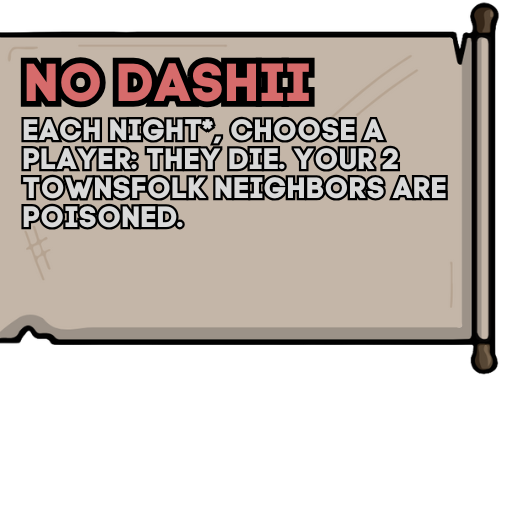 NO DASHII
EACH NIGHT*, CHOOSE A
PLAYER: THEY DIE. YOUR 2
TOWNSFOLK NEIGHBORS ARE
POISONED.